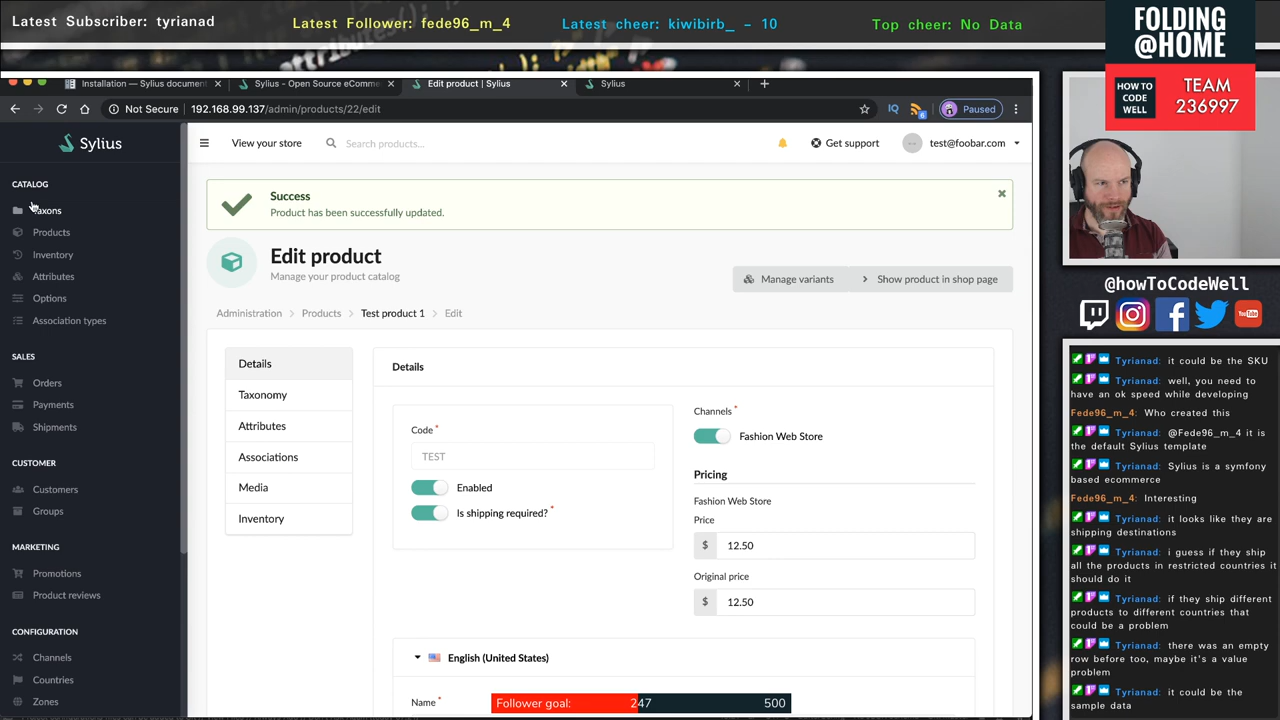 Latest Subscriber: tyrianad
Latest Follower: fede96_m_4
Latest cheer: kiwibirb_ - 10
Top cheer: No Data
FOLDING
@HOME
HOW TO
CODE
WELL
TEAM
236997
Installation — Sylius document
Sylius - Open Source eComme
Edit product | Sylius
Sylius
Not Secure
192.168.99.137/admin/products/22/edit
IQ
6
Paused
Sylius
View your store
Search products...
Get support
test@foobar.com
CATALOG
Taxons
Products
Inventory
Attributes
Options
Association types
SALES
Orders
Payments
Shipments
CUSTOMER
Customers
Groups
MARKETING
Promotions
Product reviews
CONFIGURATION
Channels
Countries
Zones
Success
Product has been successfully updated.
Edit product
Manage your product catalog
Manage variants
Show product in shop page
Administration
Products
Test product 1
Edit
Details
Taxonomy
Attributes
Associations
Media
Inventory
Details
Code *
TEST
Enabled
Is shipping required? *
Channels *
Fashion Web Store
Pricing
Fashion Web Store
Price
$ 12.50
Original price
$ 12.50
English (United States)
Name *
Follower goal: 247 500
@howToCodeWell
You Tube
Tyrianad: it could be the SKU
Tyrianad: well, you need to
have an ok speed while developing
Fede96_m_4: Who created this
Tyrianad: @Fede96_m_4 it is
the default Sylius template
Tyrianad: Sylius is a symfony
based ecommerce
Fede96_m_4: Interesting
Tyrianad: it looks like they are
shipping destinations
Tyrianad: i guess if they ship
all the products in restricted countries it
should do it
Tyrianad: if they ship different
products to different countries that
could be a problem
Tyrianad: there was an empty
row before too, maybe it's a value
problem
Tyrianad: it could be the
sample data